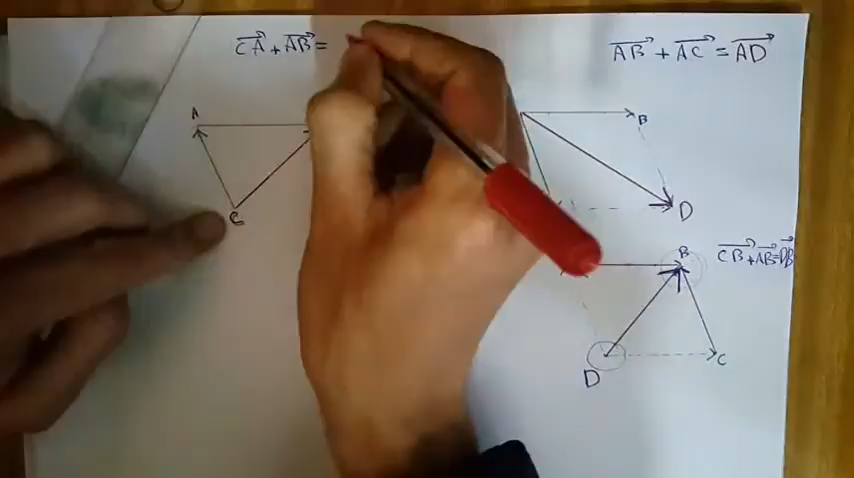 CA + AB =
AB + AC = AD
A
C
B
D
B
CB + AB = DB
D
C